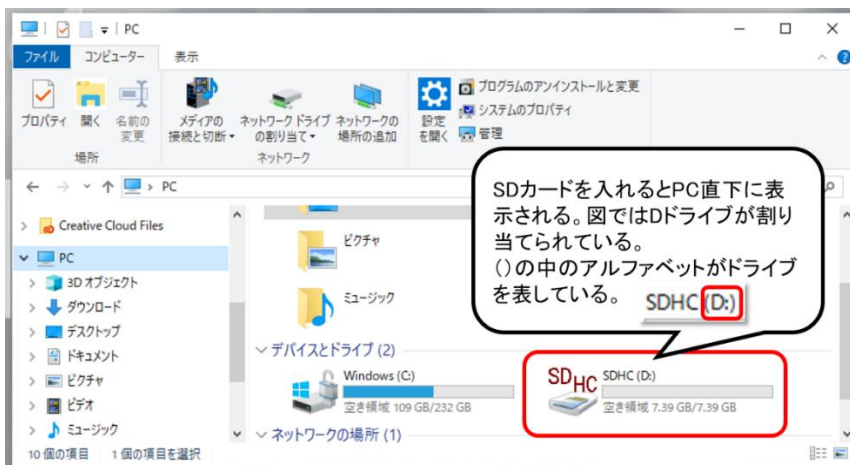 PC
ファイル コンピューター 表示
プロパティ 開く 名前の変更 メディアの接続と切断 ネットワーク ドライブの割り当て ネットワークの場所の追加 設定を開く
プログラムのアンインストールと変更
システムのプロパティ
管理
場所 ネットワーク
PC
SDカードを入れるとPC直下に表
示される。図ではDドライブが割り
当てられている。
()の中のアルファベットがドライブ
を表している。 SDHC (D:)
Creative Cloud Files
PC
3D オブジェクト
ダウンロード
デスクトップ
ドキュメント
ピクチャ
ビデオ
ミュージック
ピクチャ
ミュージック
デバイスとドライブ (2)
Windows (C:)
空き領域 109 GB/232 GB
SDHC SDHC (D:)
空き領域 7.39 GB/7.39 GB
ネットワークの場所 (1)
10 個の項目 1 個の項目を選択